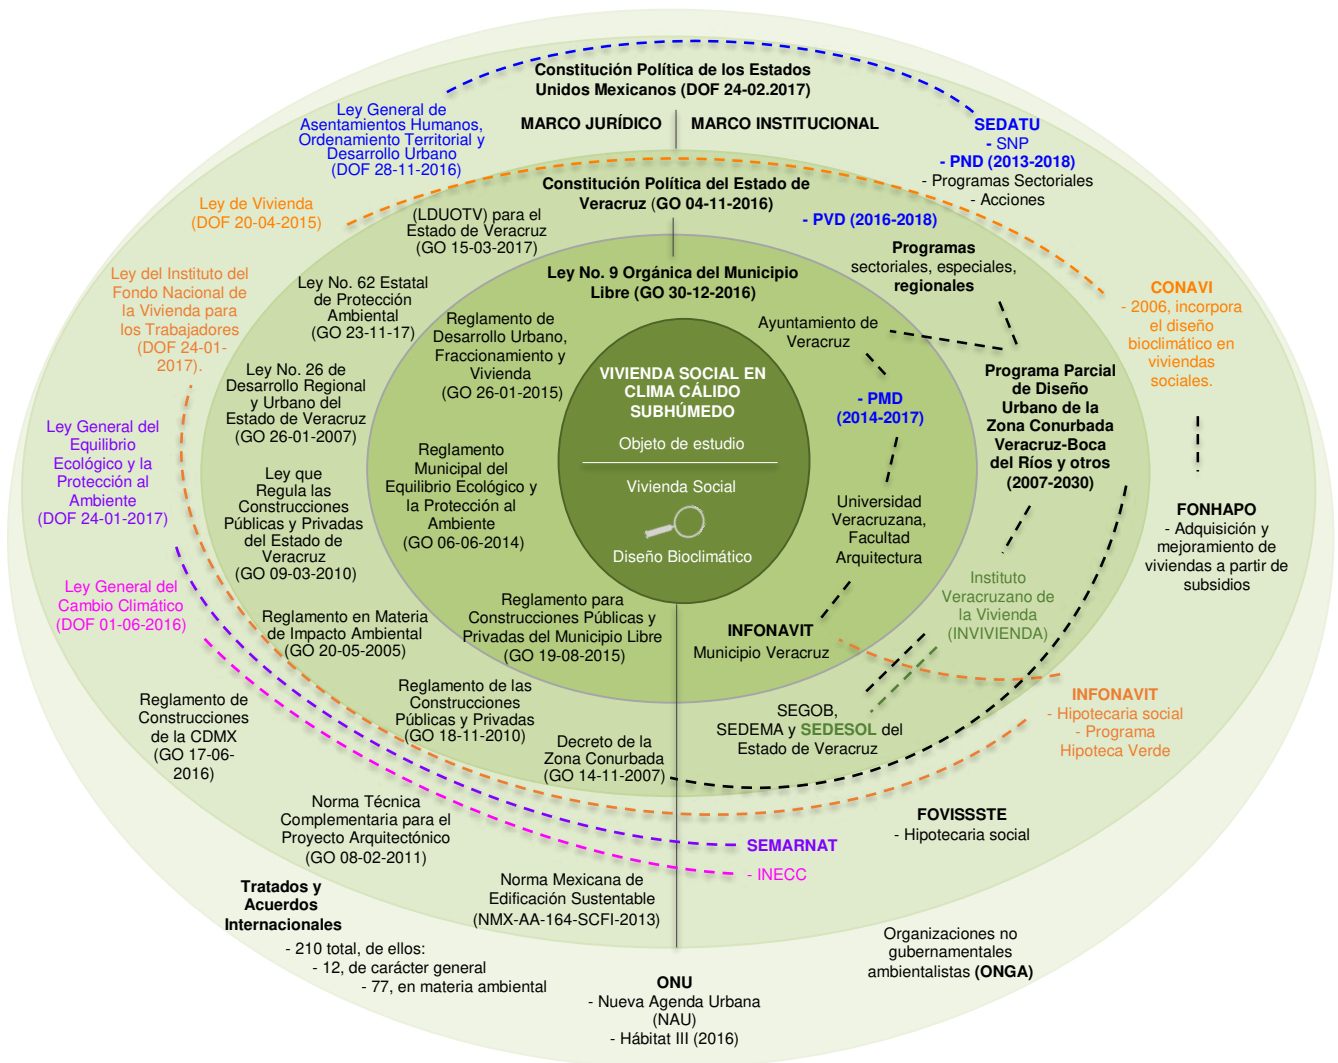 Constitución Política de los Estados
Unidos Mexicanos (DOF 24-02.2017)
MARCO JURÍDICO
MARCO INSTITUCIONAL
Ley General de
Asentamientos Humanos,
Ordenamiento Territorial y
Desarrollo Urbano
(DOF 28-11-2016)
SEDATU
- SNP
- PND (2013-2018)
- Programas Sectoriales
- Acciones
Constitución Política del Estado de
Veracruz (GO 04-11-2016)
Ley de Vivienda
(DOF 20-04-2015)
(LDUOTV) para el
Estado de Veracruz
(GO 15-03-2017)
- PVD (2016-2018)
Programas
sectoriales, especiales,
regionales
Ley del Instituto del
Fondo Nacional de
la Vivienda para
los Trabajadores
(DOF 24-01-
2017).
Ley No. 62 Estatal
de Protección
Ambiental
(GO 23-11-17)
Ley No. 9 Orgánica del Municipio
Libre (GO 30-12-2016)
CONAVI
- 2006, incorpora
el diseño
bioclimático en
viviendas
sociales.
Reglamento de
Desarrollo Urbano,
Fraccionamiento y
Vivienda
(GO 26-01-2015)
Ayuntamiento de
Veracruz
VIVIENDA SOCIAL EN
CLIMA CÁLIDO
SUBHÚMEDO
Objeto de estudio
Vivienda Social
Diseño Bioclimático
- PMD
(2014-2017)
Programa Parcial
de Diseño
Urbano de la
Zona Conurbada
Veracruz-Boca
del Ríos y otros
(2007-2030)
Ley No. 26 de
Desarrollo Regional
y Urbano del
Estado de Veracruz
(GO 26-01-2007)
Ley General del
Equilibrio
Ecológico y la
Protección al
Ambiente
(DOF 24-01-2017)
Reglamento
Municipal del
Equilibrio Ecológico y
la Protección al
Ambiente
(GO 06-06-2014)
Ley que
Regula las
Construcciones
Públicas y Privadas
del Estado de
Veracruz
(GO 09-03-2010)
Universidad
Veracruzana,
Facultad
Arquitectura
FONHAPO
- Adquisición y
mejoramiento de
viviendas a partir de
subsidios
Ley General del
Cambio Climático
(DOF 01-06-2016)
Instituto
Veracruzano de
la Vivienda
(INVIVIENDA)
Reglamento en Materia
de Impacto Ambiental
(GO 20-05-2005)
Reglamento para
Construcciones Públicas y
Privadas del Municipio Libre
(GO 19-08-2015)
INFONAVIT
Municipio Veracruz
Reglamento de
Construcciones
de la CDMX
(GO 17-06-
2016)
Reglamento de las
Construcciones
Públicas y Privadas
(GO 18-11-2010)
INFONAVIT
- Hipotecaria social
- Programa
Hipoteca Verde
SEGOB,
SEDEMA y SEDESOL del
Estado de Veracruz
Decreto de la
Zona Conurbada
(GO 14-11-2007)
Norma Técnica
Complementaria para el
Proyecto Arquitectónico
(GO 08-02-2011)
FOVISSSTE
- Hipotecaria social
SEMARNAT
- INECC
Norma Mexicana de
Edificación Sustentable
(NMX-AA-164-SCFI-2013)
Tratados y
Acuerdos
Internacionales
- 210 total, de ellos:
- 12, de carácter general
- 77, en materia ambiental
ONU
- Nueva Agenda Urbana
(NAU)
- Hábitat III (2016)
Organizaciones no
gubernamentales
ambientalistas (ONGA)